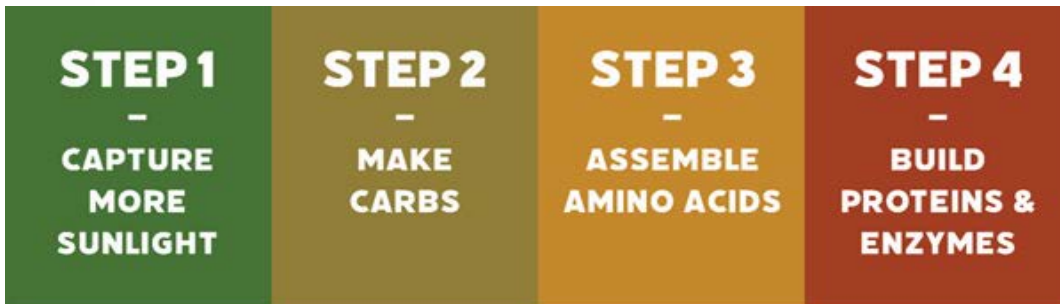 STEP 1
–
CAPTURE
MORE
SUNLIGHT
STEP 2
–
MAKE
CARBS
STEP 3
–
ASSEMBLE
AMINO ACIDS
STEP 4
–
BUILD
PROTEINS &
ENZYMES